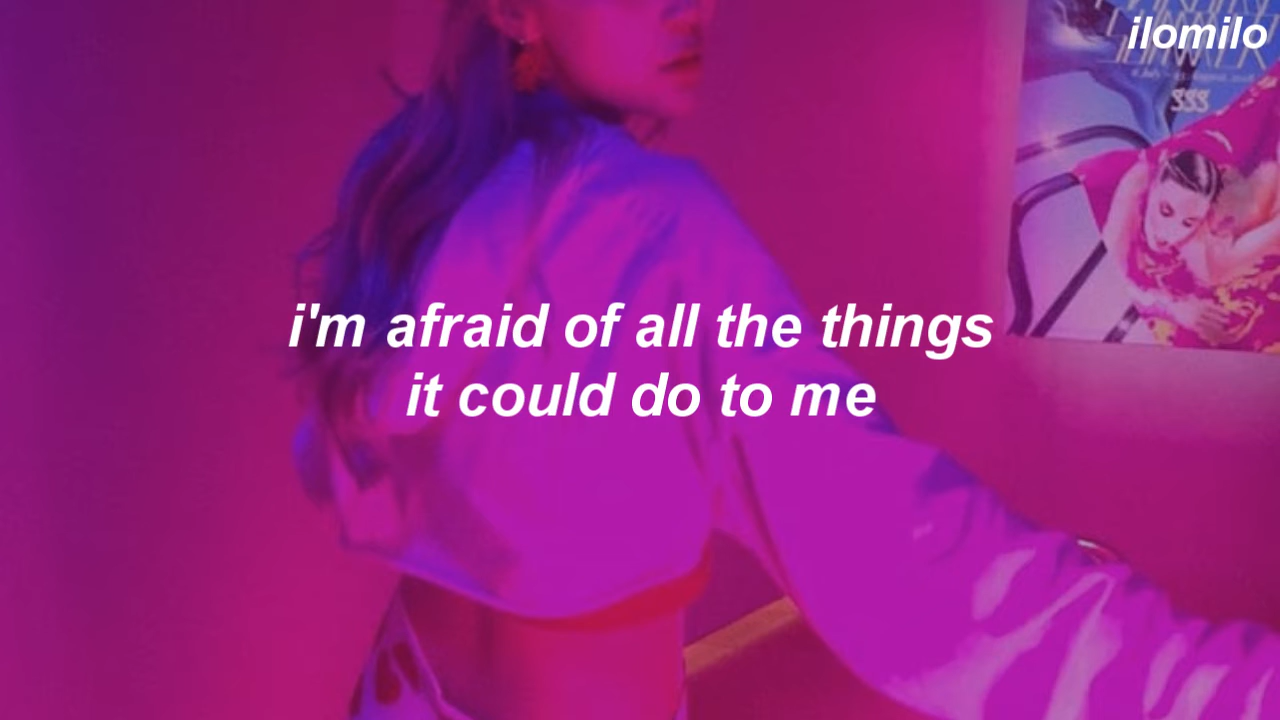 ilomilo
i'm afraid of all the things
it could do to me